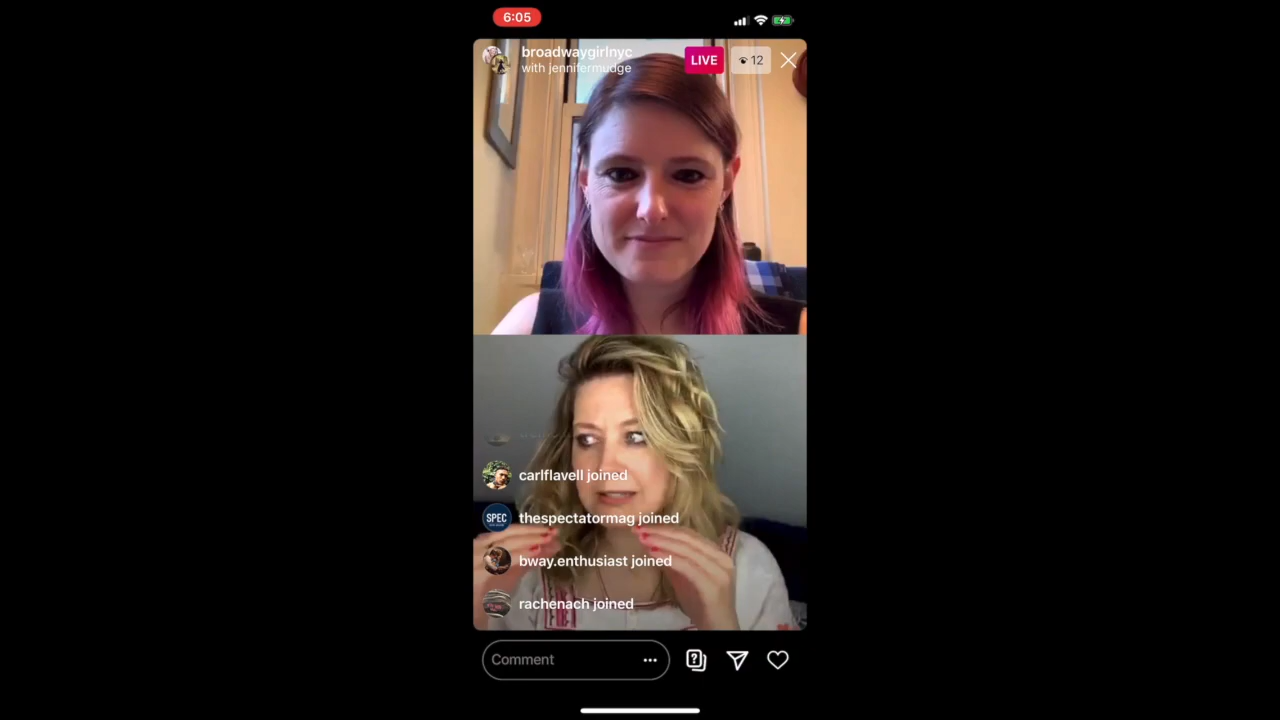 6:05
broadwaygirlnyc
with jennifermudge
LIVE
12
carlflavell joined
SPEC
thespectatormag joined
bway.enthusiast joined
rachenach joined
Comment